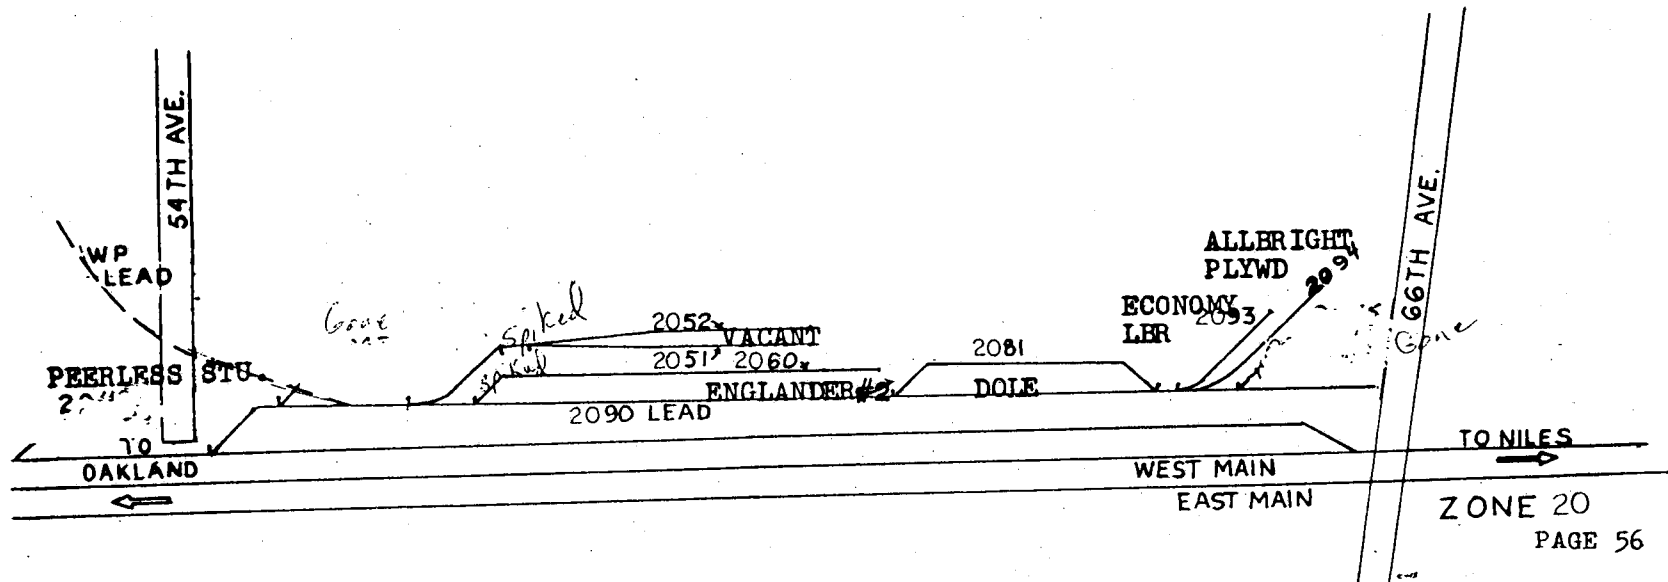 54TH AVE.
66TH AVE.
WP
LEAD
Gone
spiked
spiked
2052
VACANT
2051 2060
ENGLANDER #2
2090 LEAD
PEERLESS STU.
2081
DOLE
ECONOMY
LBR
2093
ALLBRIGHT
PLYWD
2094
Gone
TO
OAKLAND
TO NILES
WEST MAIN
EAST MAIN
ZONE 20
PAGE 56